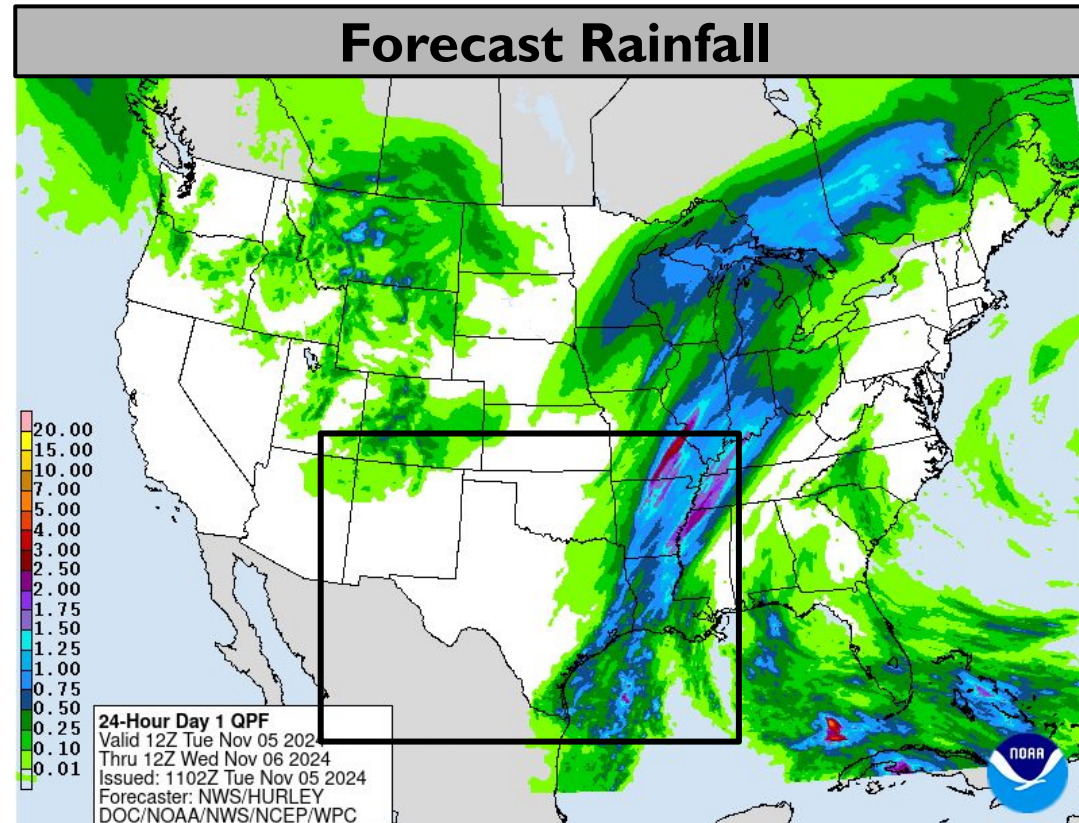 Forecast Rainfall
20.00
15.00
10.00
7.00
5.00
4.00
3.00
2.50
2.00
1.75
1.50
1.25
1.00
0.75
0.50
0.25
0.10
0.01
24-Hour Day 1 QPF
Valid 12Z Tue Nov 05 2024
Thru 12Z Wed Nov 06 2024
Issued: 1102Z Tue Nov 05 2024
Forecaster: NWS/HURLEY
DOC/NOAA/NWS/NCEP/WPC
NOAA